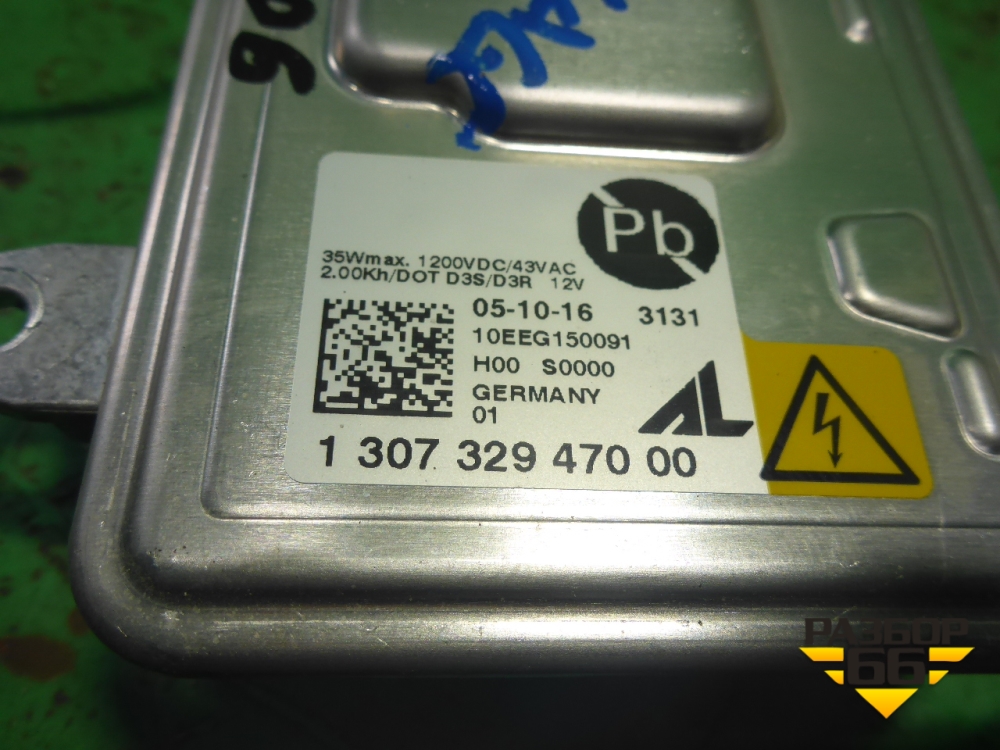 90
Pb
35Wmax. 1200VDC/43VAC
2.00Kh/DOT D3S/D3R 12V
05-10-16 3131
10EEG150091
H00 S0000
GERMANY
01
AL
1 307 329 470 00
РАЗБОР
66